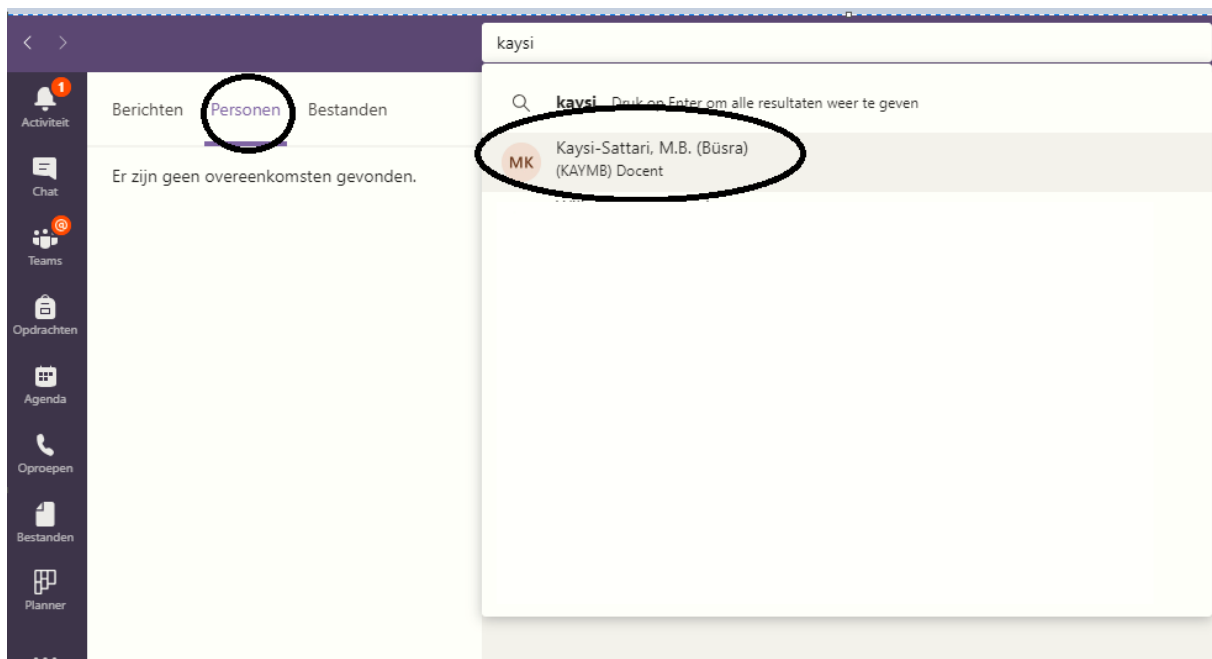 kaysi
1
Activiteit
Chat
@
Teams
Opdrachten
Agenda
Oproepen
Bestanden
Planner
Berichten Personen Bestanden
Er zijn geen overeenkomsten gevonden.
kaysi Druk op Enter om alle resultaten weer te geven
MK
Kaysi-Sattari, M.B. (Büsra)
(KAYMB) Docent